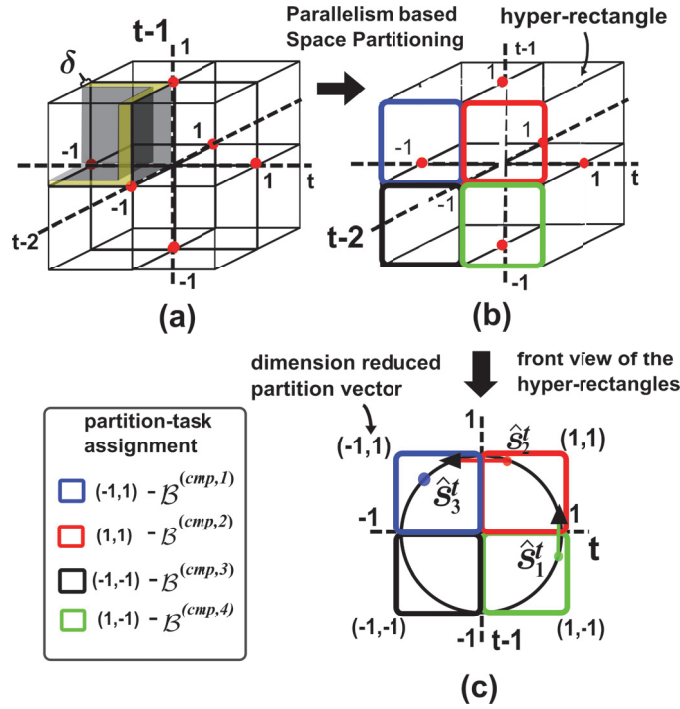 Parallelism based
Space Partitioning
hyper-rectangle
t-1
1
δ
-1
1
1
t
-1
t-2
-1
(a)
t-1
1
-1
1
1
t
-1
t-2
-1
(b)
dimension reduced
partition vector
front view of the
hyper-rectangles
partition-task
assignment
(-1,1) - B^(cmp,1)
(1,1) - B^(cmp,2)
(-1,-1) - B^(cmp,3)
(1,-1) - B^(cmp,4)
1
(-1,1)
ŝ₂ᵗ
(1,1)
ŝ₃ᵗ
-1
1
t
ŝ₁ᵗ
(-1,-1)
-1
t-1
(1,-1)
(c)